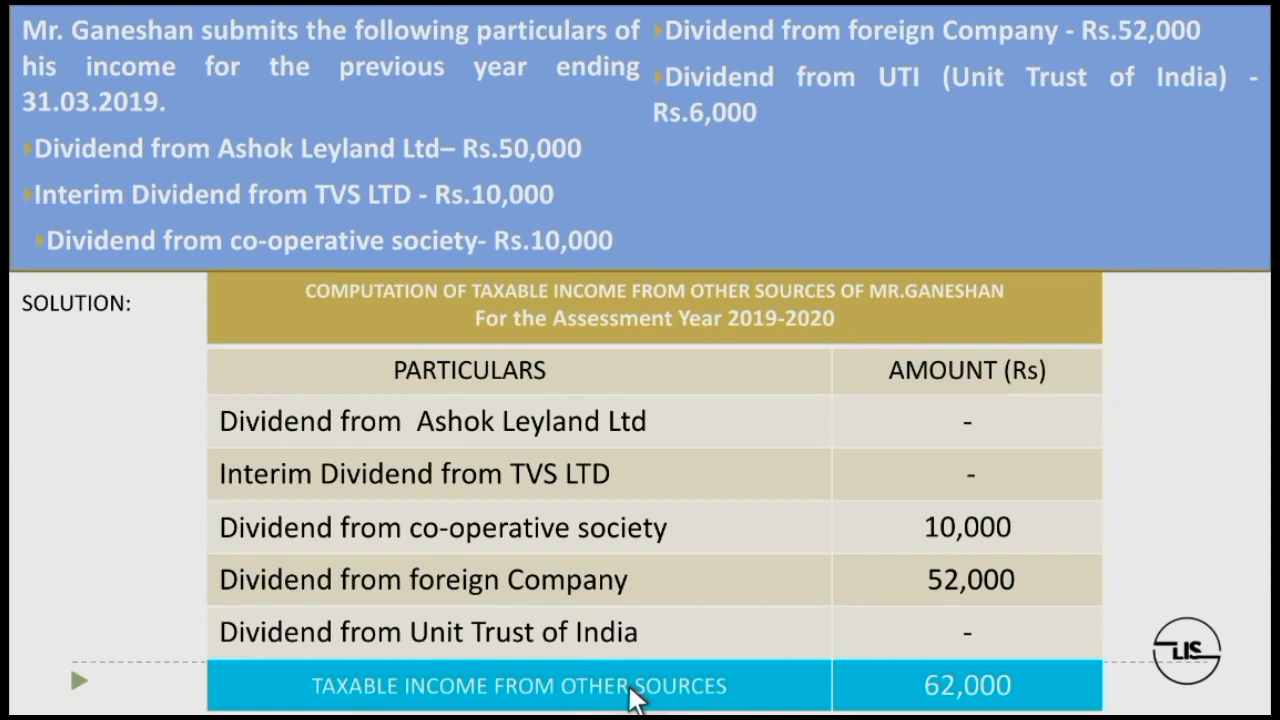 Mr. Ganeshan submits the following particulars of
his income for the previous year ending
31.03.2019.
Dividend from Ashok Leyland Ltd– Rs.50,000
Interim Dividend from TVS LTD - Rs.10,000
Dividend from co-operative society- Rs.10,000
Dividend from foreign Company - Rs.52,000
Dividend from UTI (Unit Trust of India) -
Rs.6,000
SOLUTION:
COMPUTATION OF TAXABLE INCOME FROM OTHER SOURCES OF MR.GANESHAN
For the Assessment Year 2019-2020
PARTICULARS AMOUNT (Rs)
Dividend from Ashok Leyland Ltd -
Interim Dividend from TVS LTD -
Dividend from co-operative society 10,000
Dividend from foreign Company 52,000
Dividend from Unit Trust of India -
TAXABLE INCOME FROM OTHER SOURCES 62,000
LIS